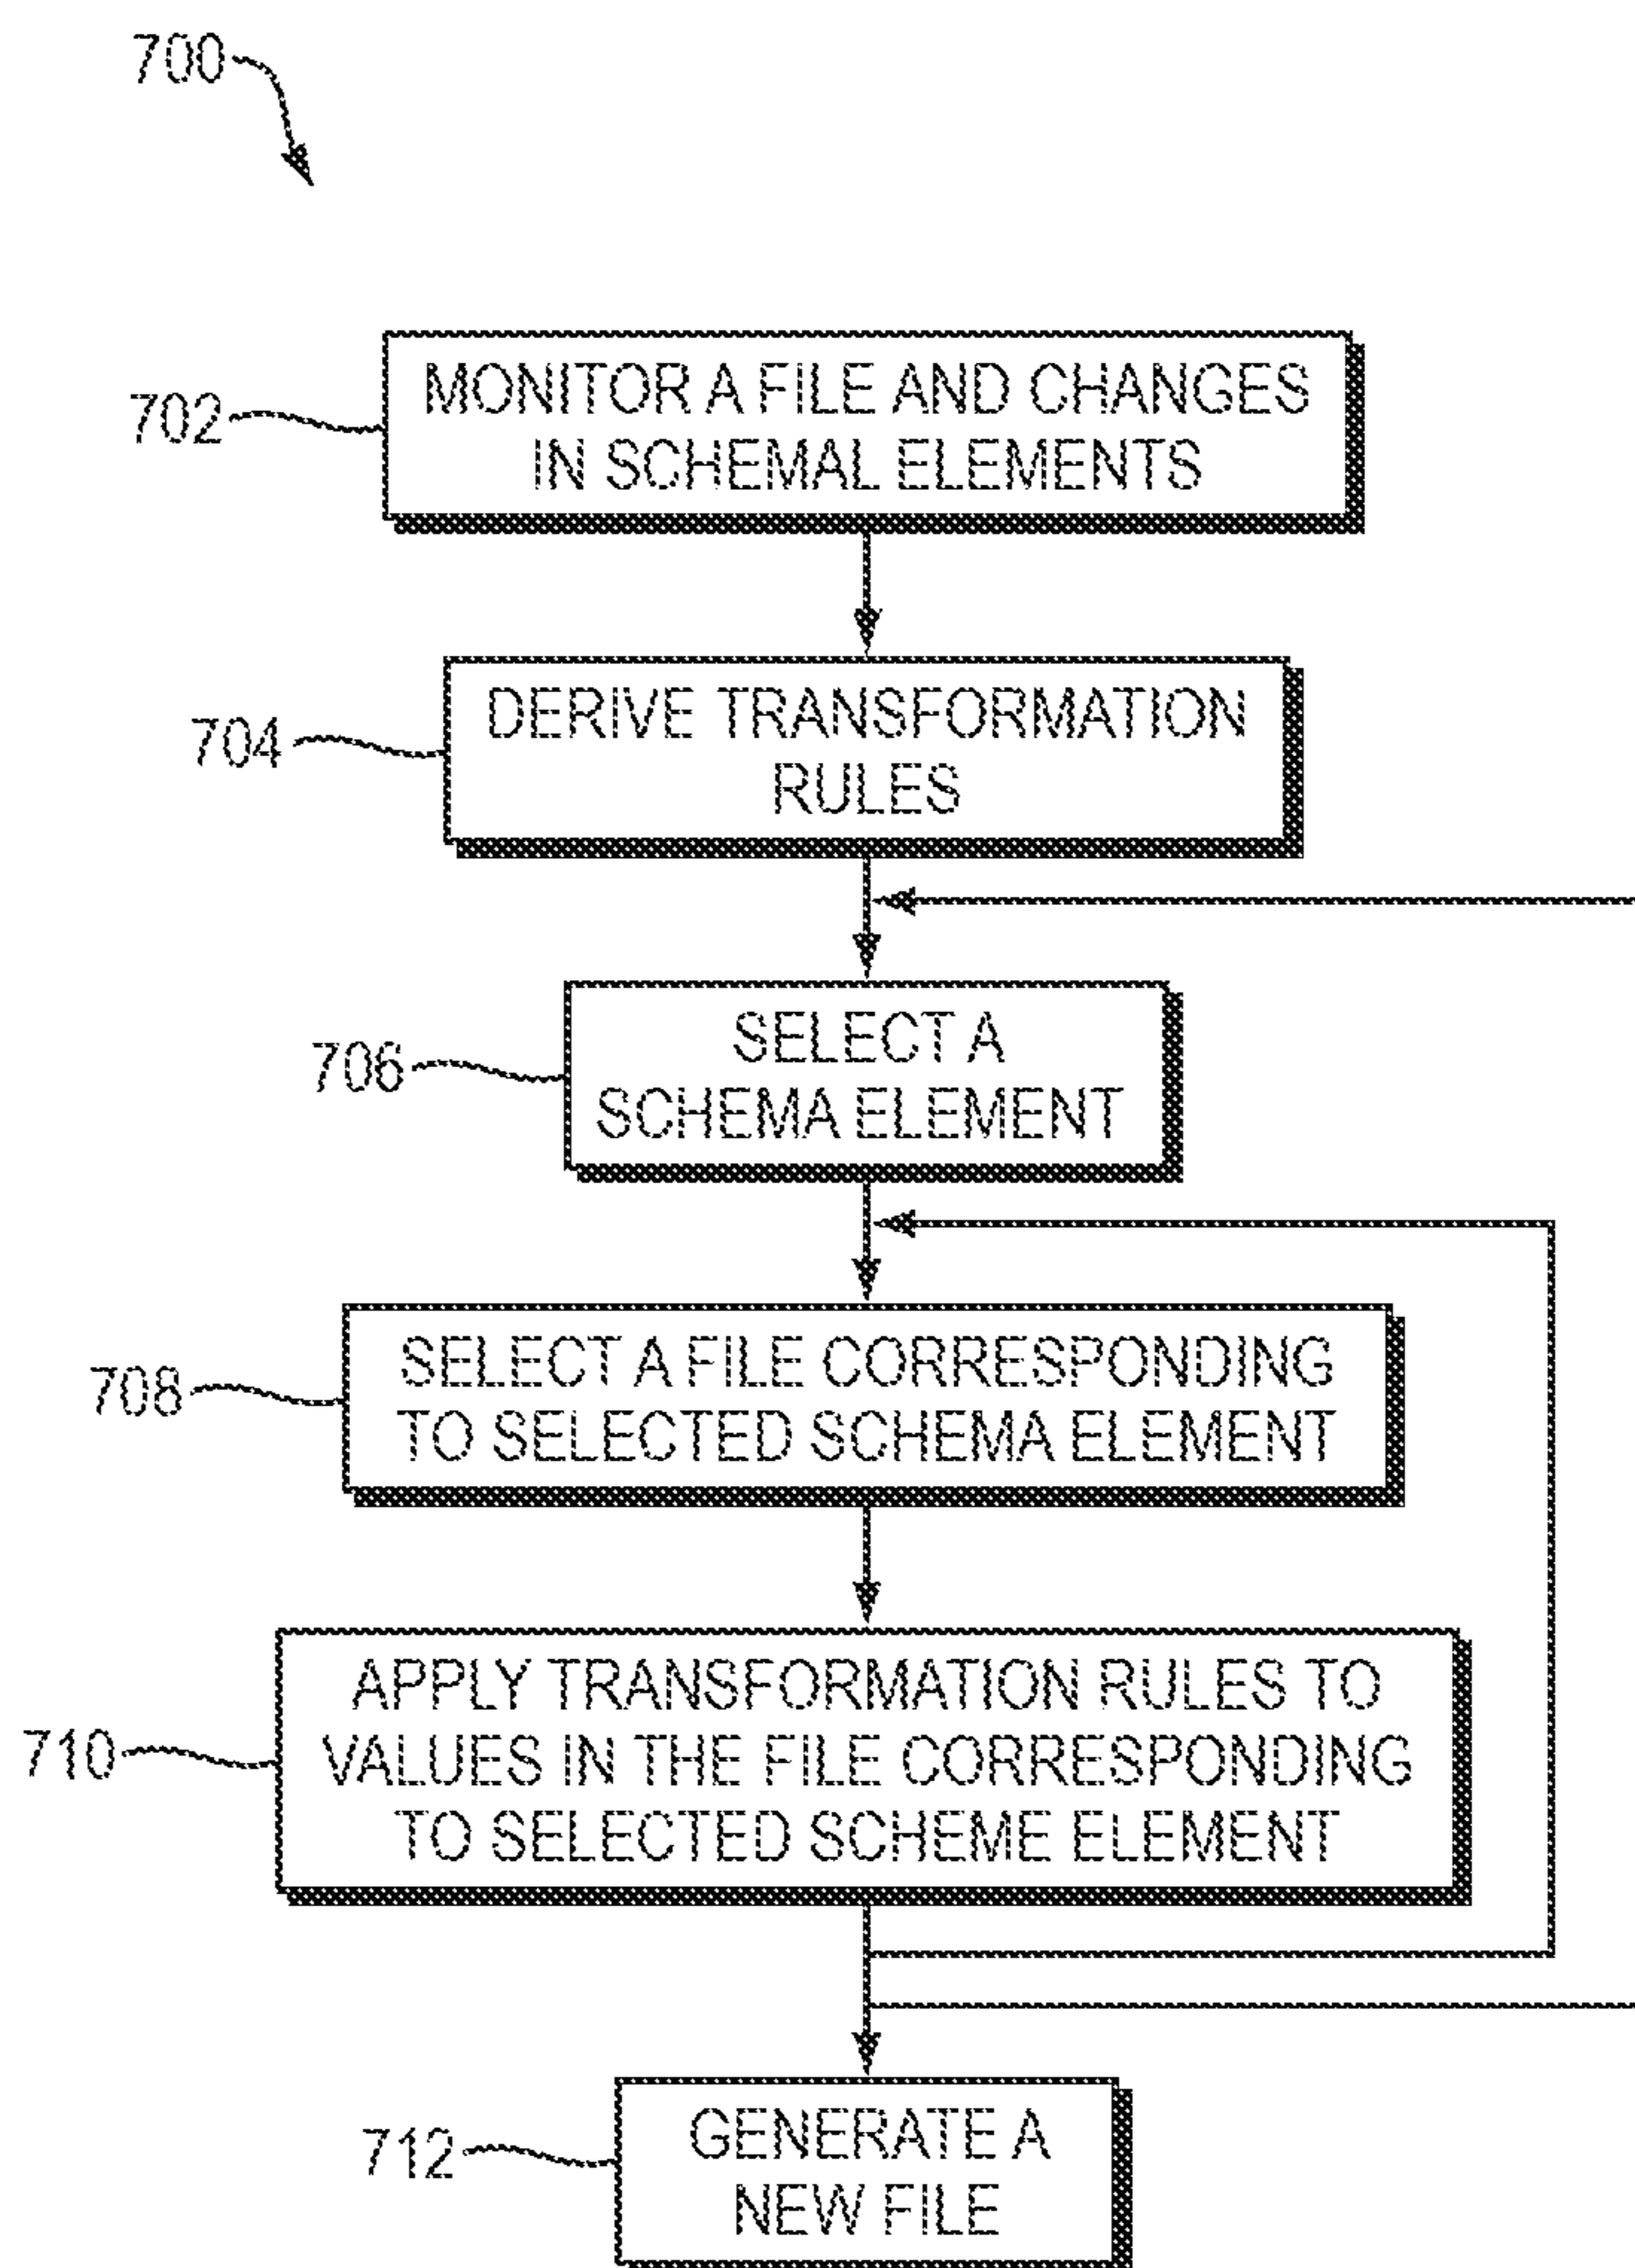 700
702
MONITOR A FILE AND CHANGES
IN SCHEMAL ELEMENTS
704
DERIVE TRANSFORMATION
RULES
706
SELECT A
SCHEMA ELEMENT
708
SELECT A FILE CORRESPONDING
TO SELECTED SCHEMA ELEMENT
710
APPLY TRANSFORMATION RULES TO
VALUES IN THE FILE CORRESPONDING
TO SELECTED SCHEME ELEMENT
712
GENERATE A
NEW FILE